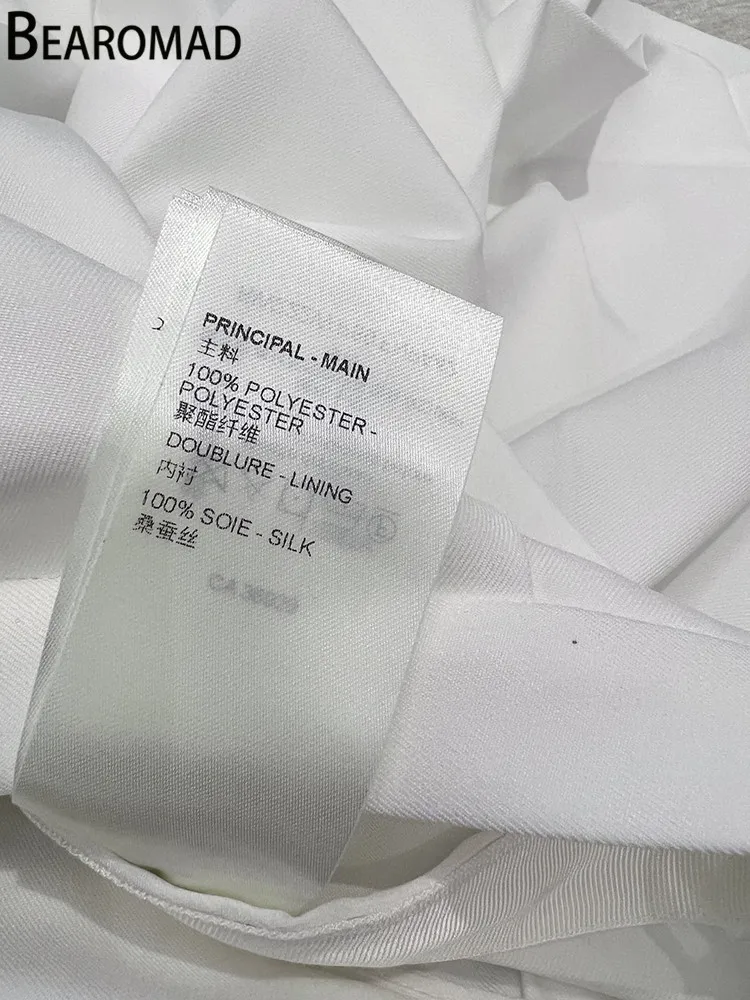 BEAROMAD
PRINCIPAL - MAIN
主料
100% POLYESTER -
POLYESTER
聚酯纤维
DOUBLURE - LINING
内衬
100% SOIE - SILK
桑蚕丝